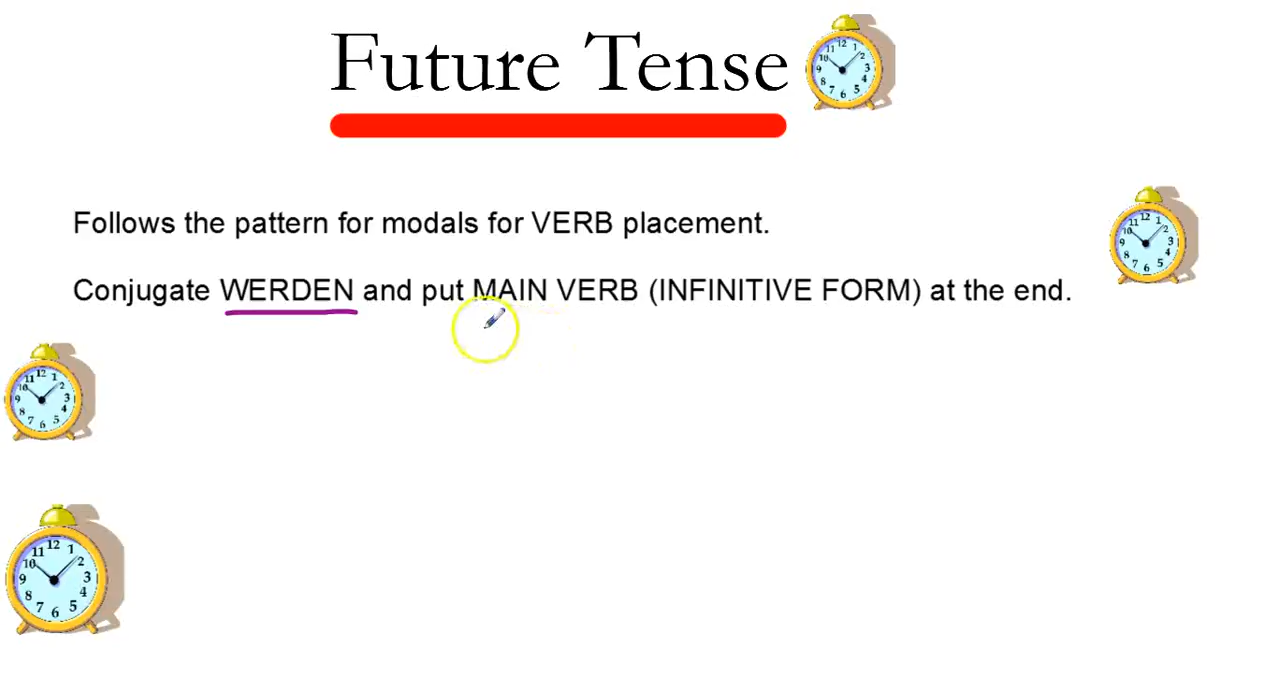 Future Tense
Follows the pattern for modals for VERB placement.
Conjugate WERDEN and put MAIN VERB (INFINITIVE FORM) at the end.